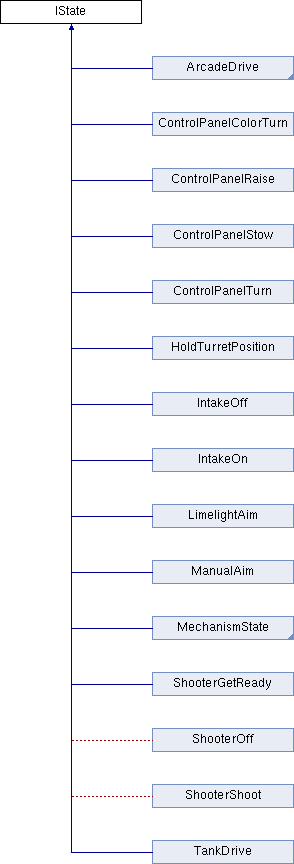 IState
ArcadeDrive
ControlPanelColorTurn
ControlPanelRaise
ControlPanelStow
ControlPanelTurn
HoldTurretPosition
IntakeOff
IntakeOn
LimelightAim
ManualAim
MechanismState
ShooterGetReady
ShooterOff
ShooterShoot
TankDrive